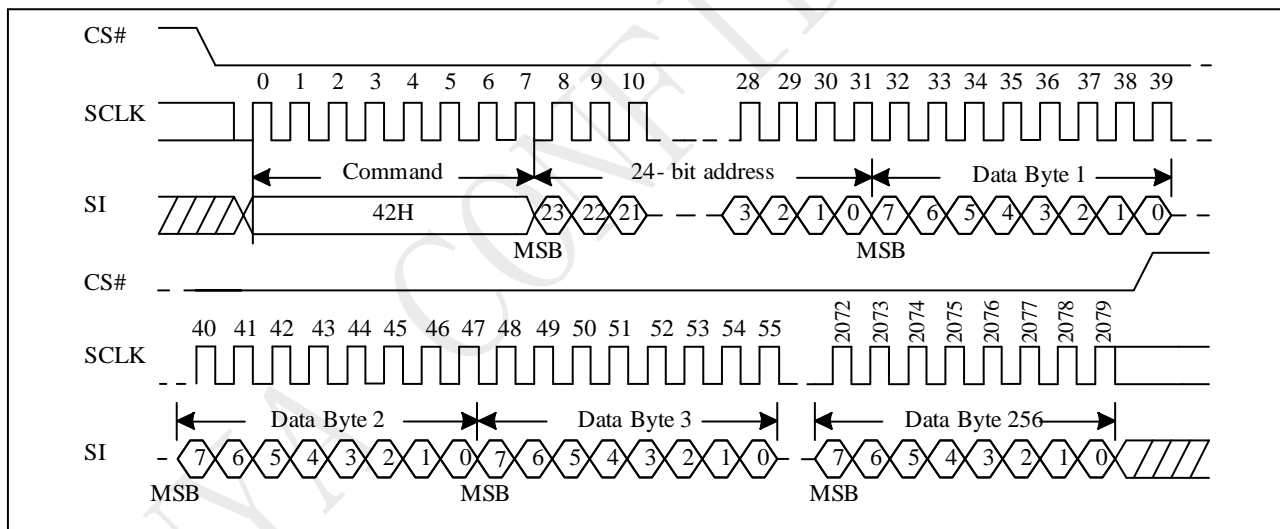 CS#
0 1 2 3 4 5 6 7 8 9 10 28 29 30 31 32 33 34 35 36 37 38 39
SCLK
Command 24- bit address Data Byte 1
SI 42H 23 22 21 3 2 1 0 7 6 5 4 3 2 1 0
MSB MSB
CS#
40 41 42 43 44 45 46 47 48 49 50 51 52 53 54 55 2072 2073 2074 2075 2076 2077 2078 2079
SCLK
Data Byte 2 Data Byte 3 Data Byte 256
SI 7 6 5 4 3 2 1 0 7 6 5 4 3 2 1 0 7 6 5 4 3 2 1 0
MSB MSB MSB